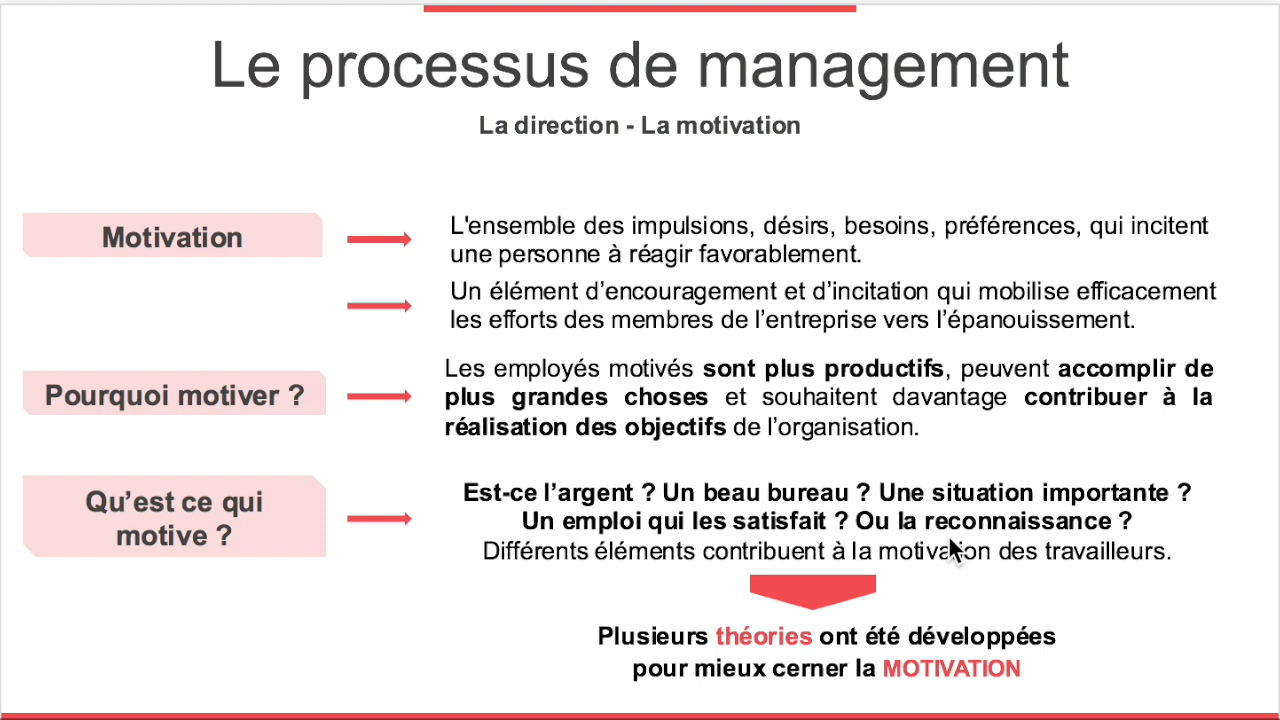 Le processus de management
La direction - La motivation
Motivation
L'ensemble des impulsions, désirs, besoins, préférences, qui incitent
une personne à réagir favorablement.
Un élément d’encouragement et d’incitation qui mobilise efficacement
les efforts des membres de l’entreprise vers l’épanouissement.
Pourquoi motiver ?
Les employés motivés sont plus productifs, peuvent accomplir de
plus grandes choses et souhaitent davantage contribuer à la
réalisation des objectifs de l’organisation.
Qu’est ce qui
motive ?
Est-ce l’argent ? Un beau bureau ? Une situation importante ?
Un emploi qui les satisfait ? Ou la reconnaissance ?
Différents éléments contribuent à la motivation des travailleurs.
Plusieurs théories ont été développées
pour mieux cerner la MOTIVATION